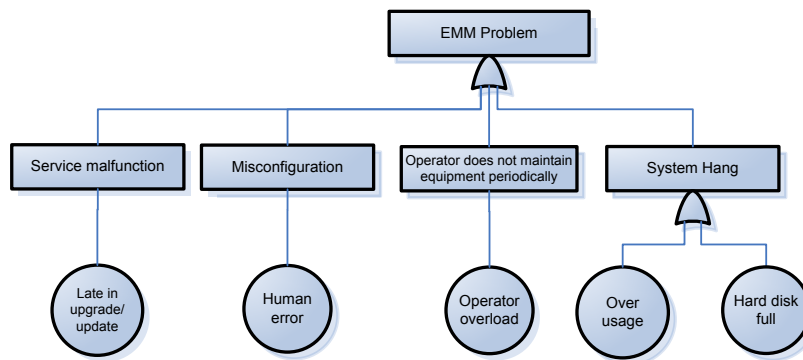 EMM Problem
Service malfunction
Misconfiguration
Operator does not maintain
equipment periodically
System Hang
Late in
upgrade/
update
Human
error
Operator
overload
Over
usage
Hard disk
full